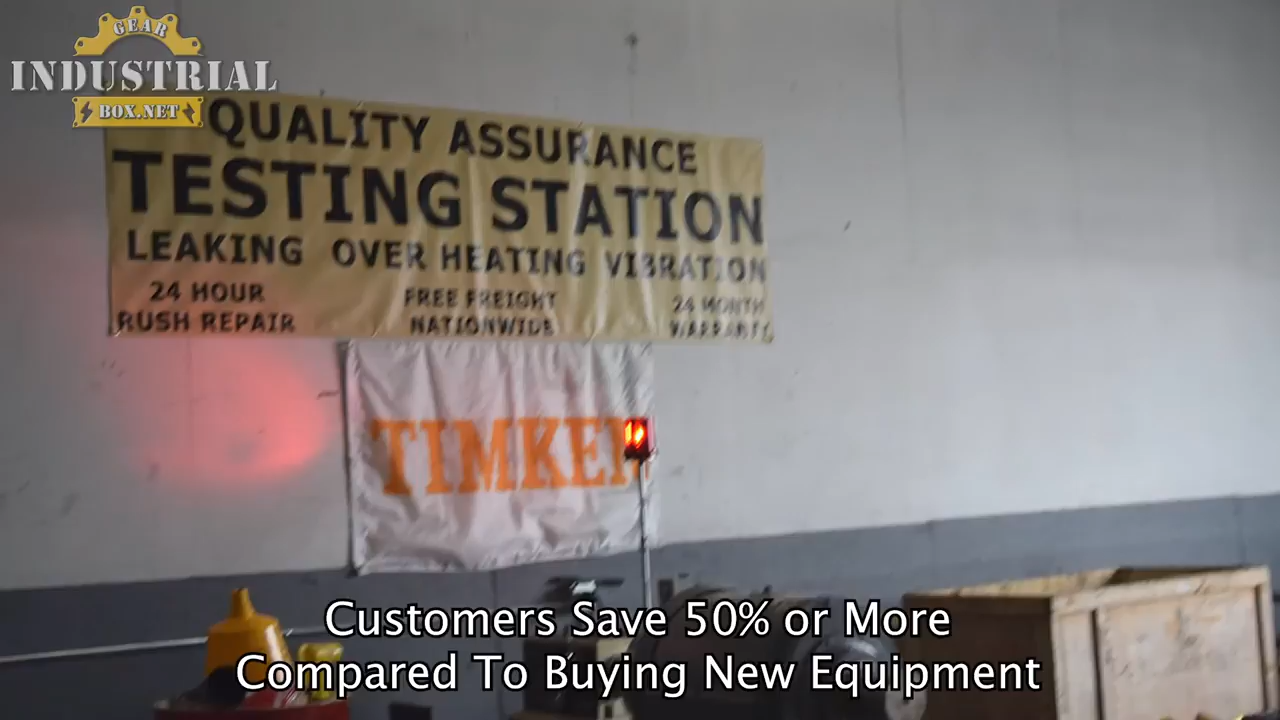 GEAR
INDUSTRIAL
BOX.NET
QUALITY ASSURANCE
TESTING STATION
LEAKING OVER HEATING VIBRATION
24 HOUR FREE FREIGHT 24 MONTH
RUSH REPAIR NATIONWIDE WARRANTY
TIMKEN
Customers Save 50% or More
Compared To Buying New Equipment